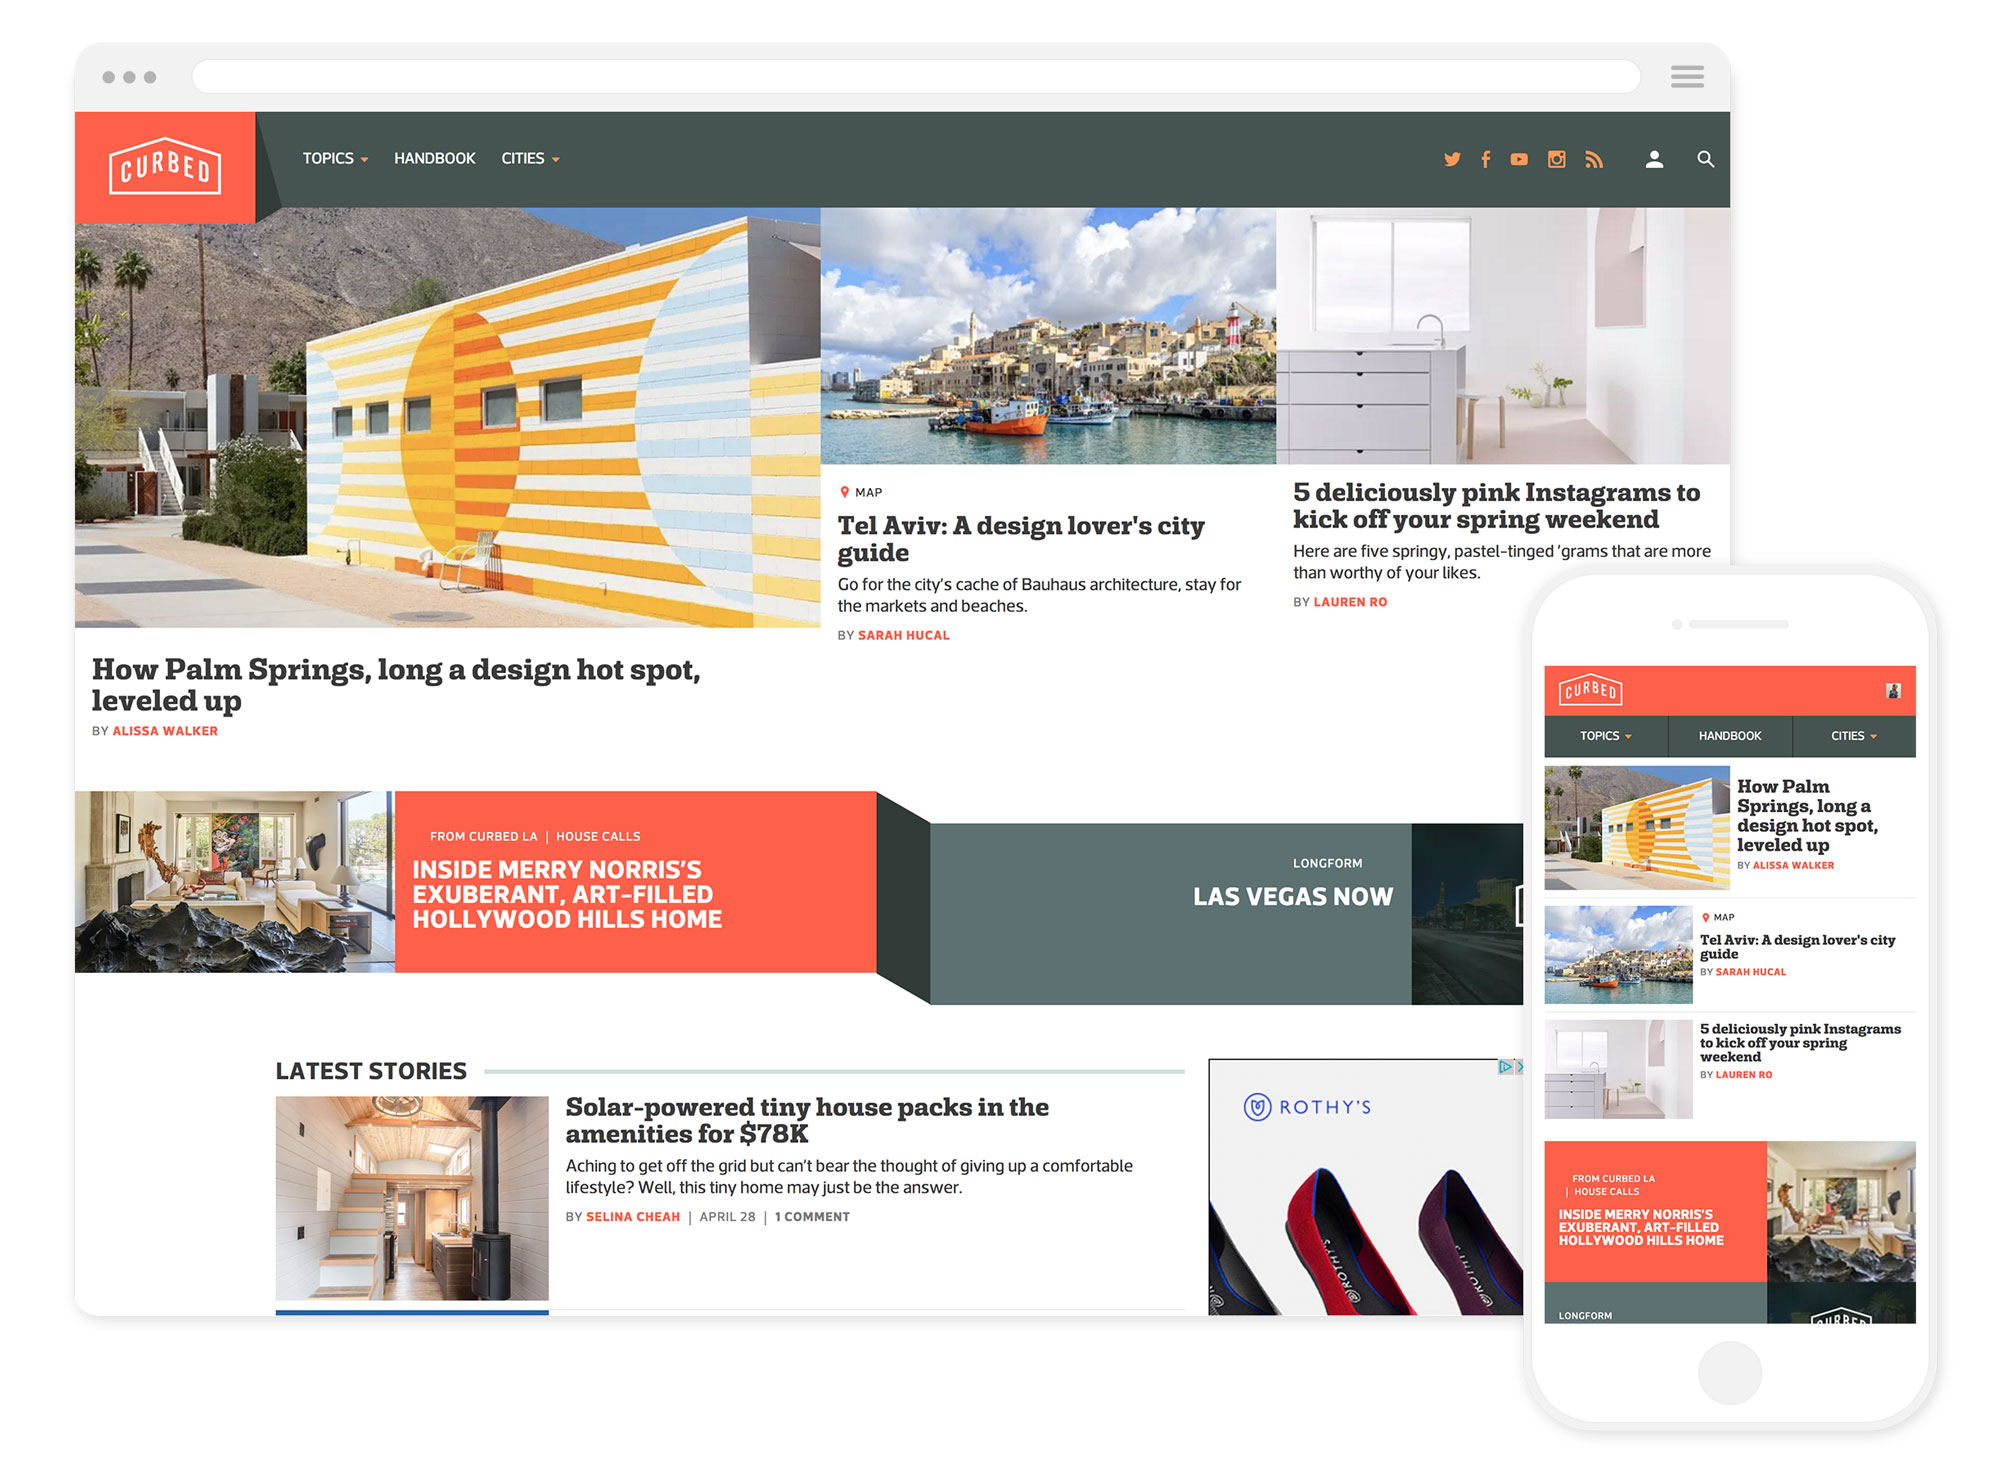 CURBED
TOPICS
HANDBOOK
CITIES
MAP
Tel Aviv: A design lover's city
guide
Go for the city's cache of Bauhaus architecture, stay for
the markets and beaches.
BY SARAH HUCAL
5 deliciously pink Instagrams to
kick off your spring weekend
Here are five springy, pastel-tinged 'grams that are more
than worthy of your likes.
BY LAUREN RO
How Palm Springs, long a design hot spot,
leveled up
BY ALISSA WALKER
FROM CURBED LA | HOUSE CALLS
INSIDE MERRY NORRIS'S
EXUBERANT, ART-FILLED
HOLLYWOOD HILLS HOME
LONGFORM
LAS VEGAS NOW
LATEST STORIES
Solar-powered tiny house packs in the
amenities for $78K
Aching to get off the grid but can't bear the thought of giving up a comfortable
lifestyle? Well, this tiny home may just be the answer.
BY SELINA CHEAH | APRIL 28 | 1 COMMENT
ROTHY'S
ROTHY'S
ROTHY'S
CURBED
TOPICS
HANDBOOK
CITIES
How Palm
Springs, long a
design hot spot,
leveled up
BY ALISSA WALKER
MAP
Tel Aviv: A design lover's city
guide
BY SARAH HUCAL
5 deliciously pink Instagrams
to kick off your spring
weekend
BY LAUREN RO
FROM CURBED LA
| HOUSE CALLS
INSIDE MERRY NORRIS'S
EXUBERANT, ART-FILLED
HOLLYWOOD HILLS HOME
LONGFORM
CURBED